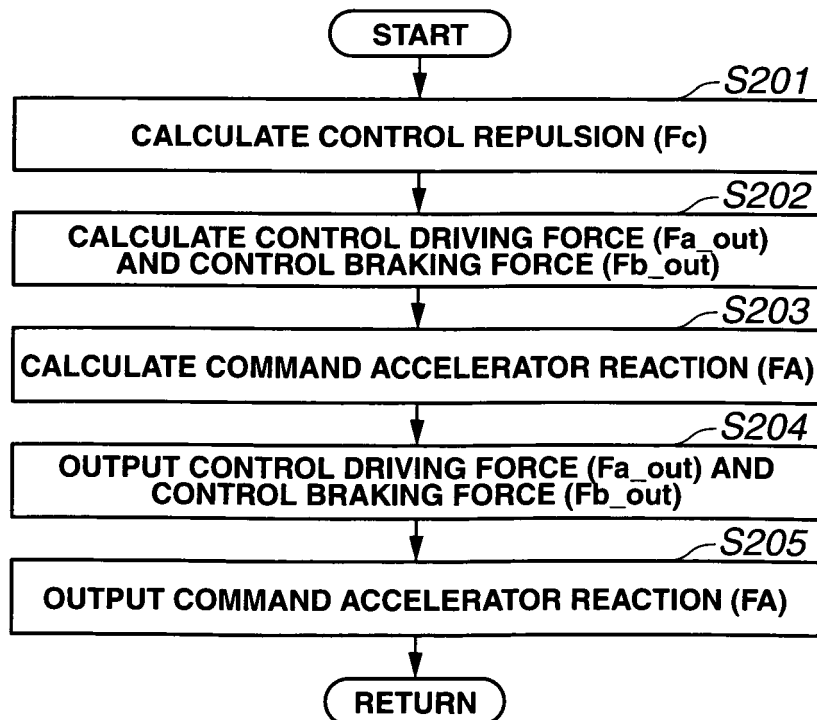 START
S201
CALCULATE CONTROL REPULSION (Fc)
S202
CALCULATE CONTROL DRIVING FORCE (Fa_out)
AND CONTROL BRAKING FORCE (Fb_out)
S203
CALCULATE COMMAND ACCELERATOR REACTION (FA)
S204
OUTPUT CONTROL DRIVING FORCE (Fa_out) AND
CONTROL BRAKING FORCE (Fb_out)
S205
OUTPUT COMMAND ACCELERATOR REACTION (FA)
RETURN